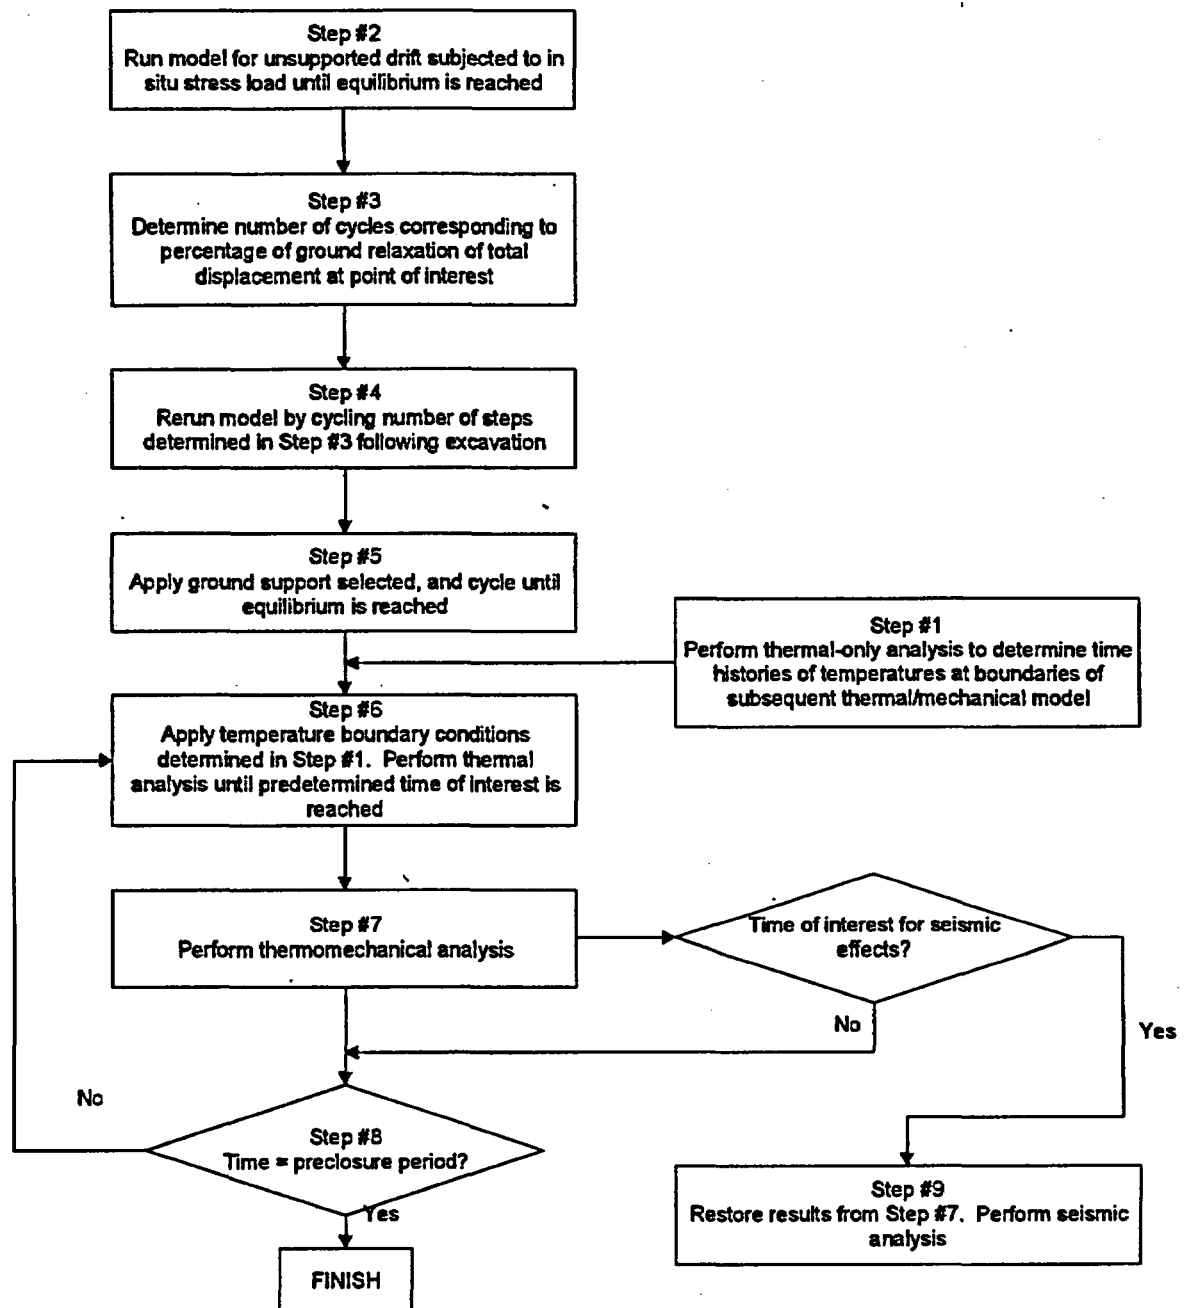 Step #2
Run model for unsupported drift subjected to in
situ stress load until equilibrium is reached
Step #3
Determine number of cycles corresponding to
percentage of ground relaxation of total
displacement at point of interest
Step #4
Rerun model by cycling number of steps
determined in Step #3 following excavation
Step #5
Apply ground support selected, and cycle until
equilibrium is reached
Step #1
Perform thermal-only analysis to determine time
histories of temperatures at boundaries of
subsequent thermal/mechanical model
Step #6
Apply temperature boundary conditions
determined in Step #1. Perform thermal
analysis until predetermined time of interest is
reached
Step #7
Perform thermomechanical analysis
Time of interest for seismic
effects?
No
Yes
No
Step #8
Time = preclosure period?
Yes
Step #9
Restore results from Step #7. Perform seismic
analysis
FINISH